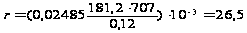 r = (0,02485 181,2·707/0,12) · 10⁻³ = 26,5